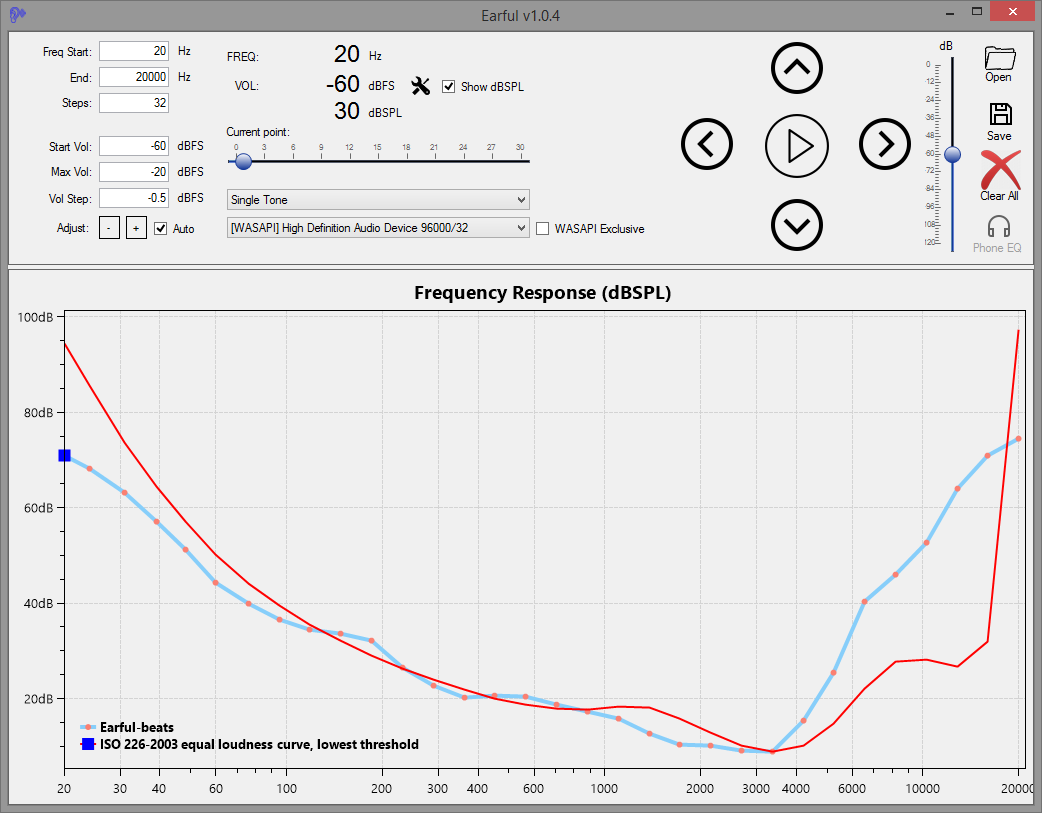 Earful v1.0.4
Freq Start: 20 Hz
End: 20000 Hz
Steps: 32
Start Vol: -60 dBFS
Max Vol: -20 dBFS
Vol Step: -0.5 dBFS
Adjust: - + Auto
FREQ: 20 Hz
VOL: -60 dBFS Show dBSPL
30 dBSPL
Current point:
0 3 6 9 12 15 18 21 24 27 30
Single Tone
[WASAPI] High Definition Audio Device 96000/32 WASAPI Exclusive
dB
0
12
24
36
48
60
72
84
96
108
120
Open
Save
Clear All
Phone EQ
Frequency Response (dBSPL)
100dB
80dB
60dB
40dB
20dB
Earful-beats
ISO 226-2003 equal loudness curve, lowest threshold
20 30 40 60 100 200 300 400 600 1000 2000 3000 4000 6000 10000 20000